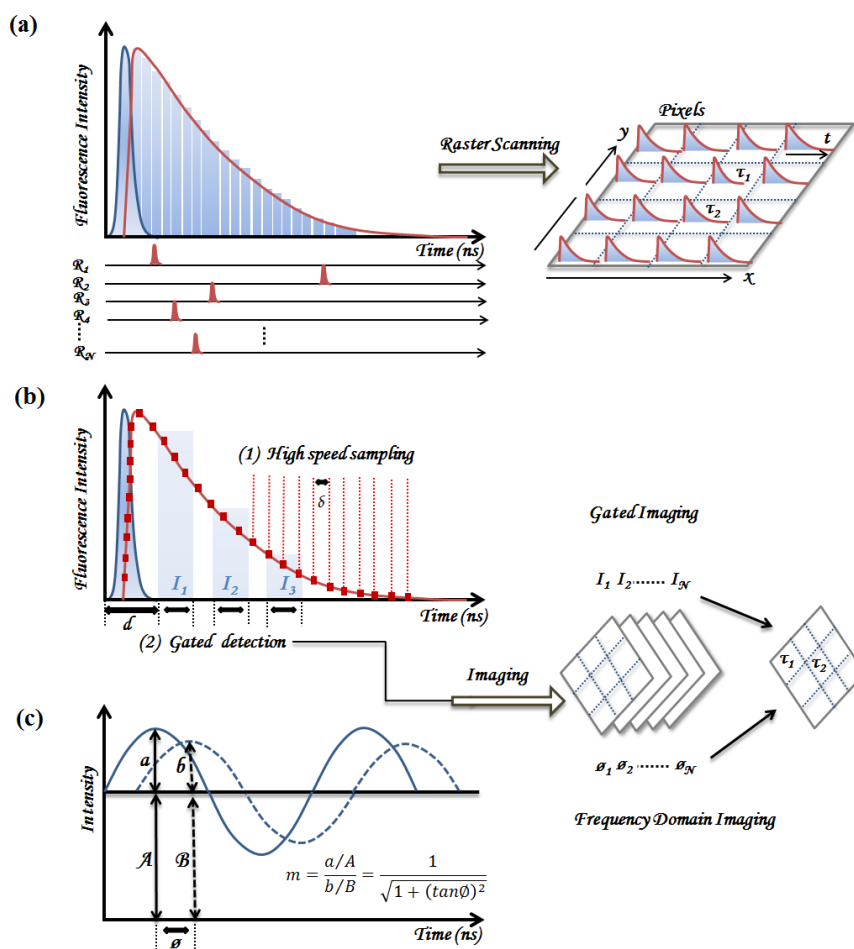 (a)
Fluorescence Intensity
Time (ns)
R1
R2
R3
R4
RN
Raster Scanning
Pixels
y
t
τ1
τ2
x
(b)
Fluorescence Intensity
(1) High speed sampling
δ
I1
I2
I3
Time (ns)
d
(2) Gated detection
Imaging
Gated Imaging
I1 I2 ....... IN
τ1 τ2
ø1 ø2 ....... øN
Frequency Domain Imaging
(c)
Intensity
a
b
A
B
m = a/A / b/B = 1 / √1 + (tanØ)²
ø
Time (ns)